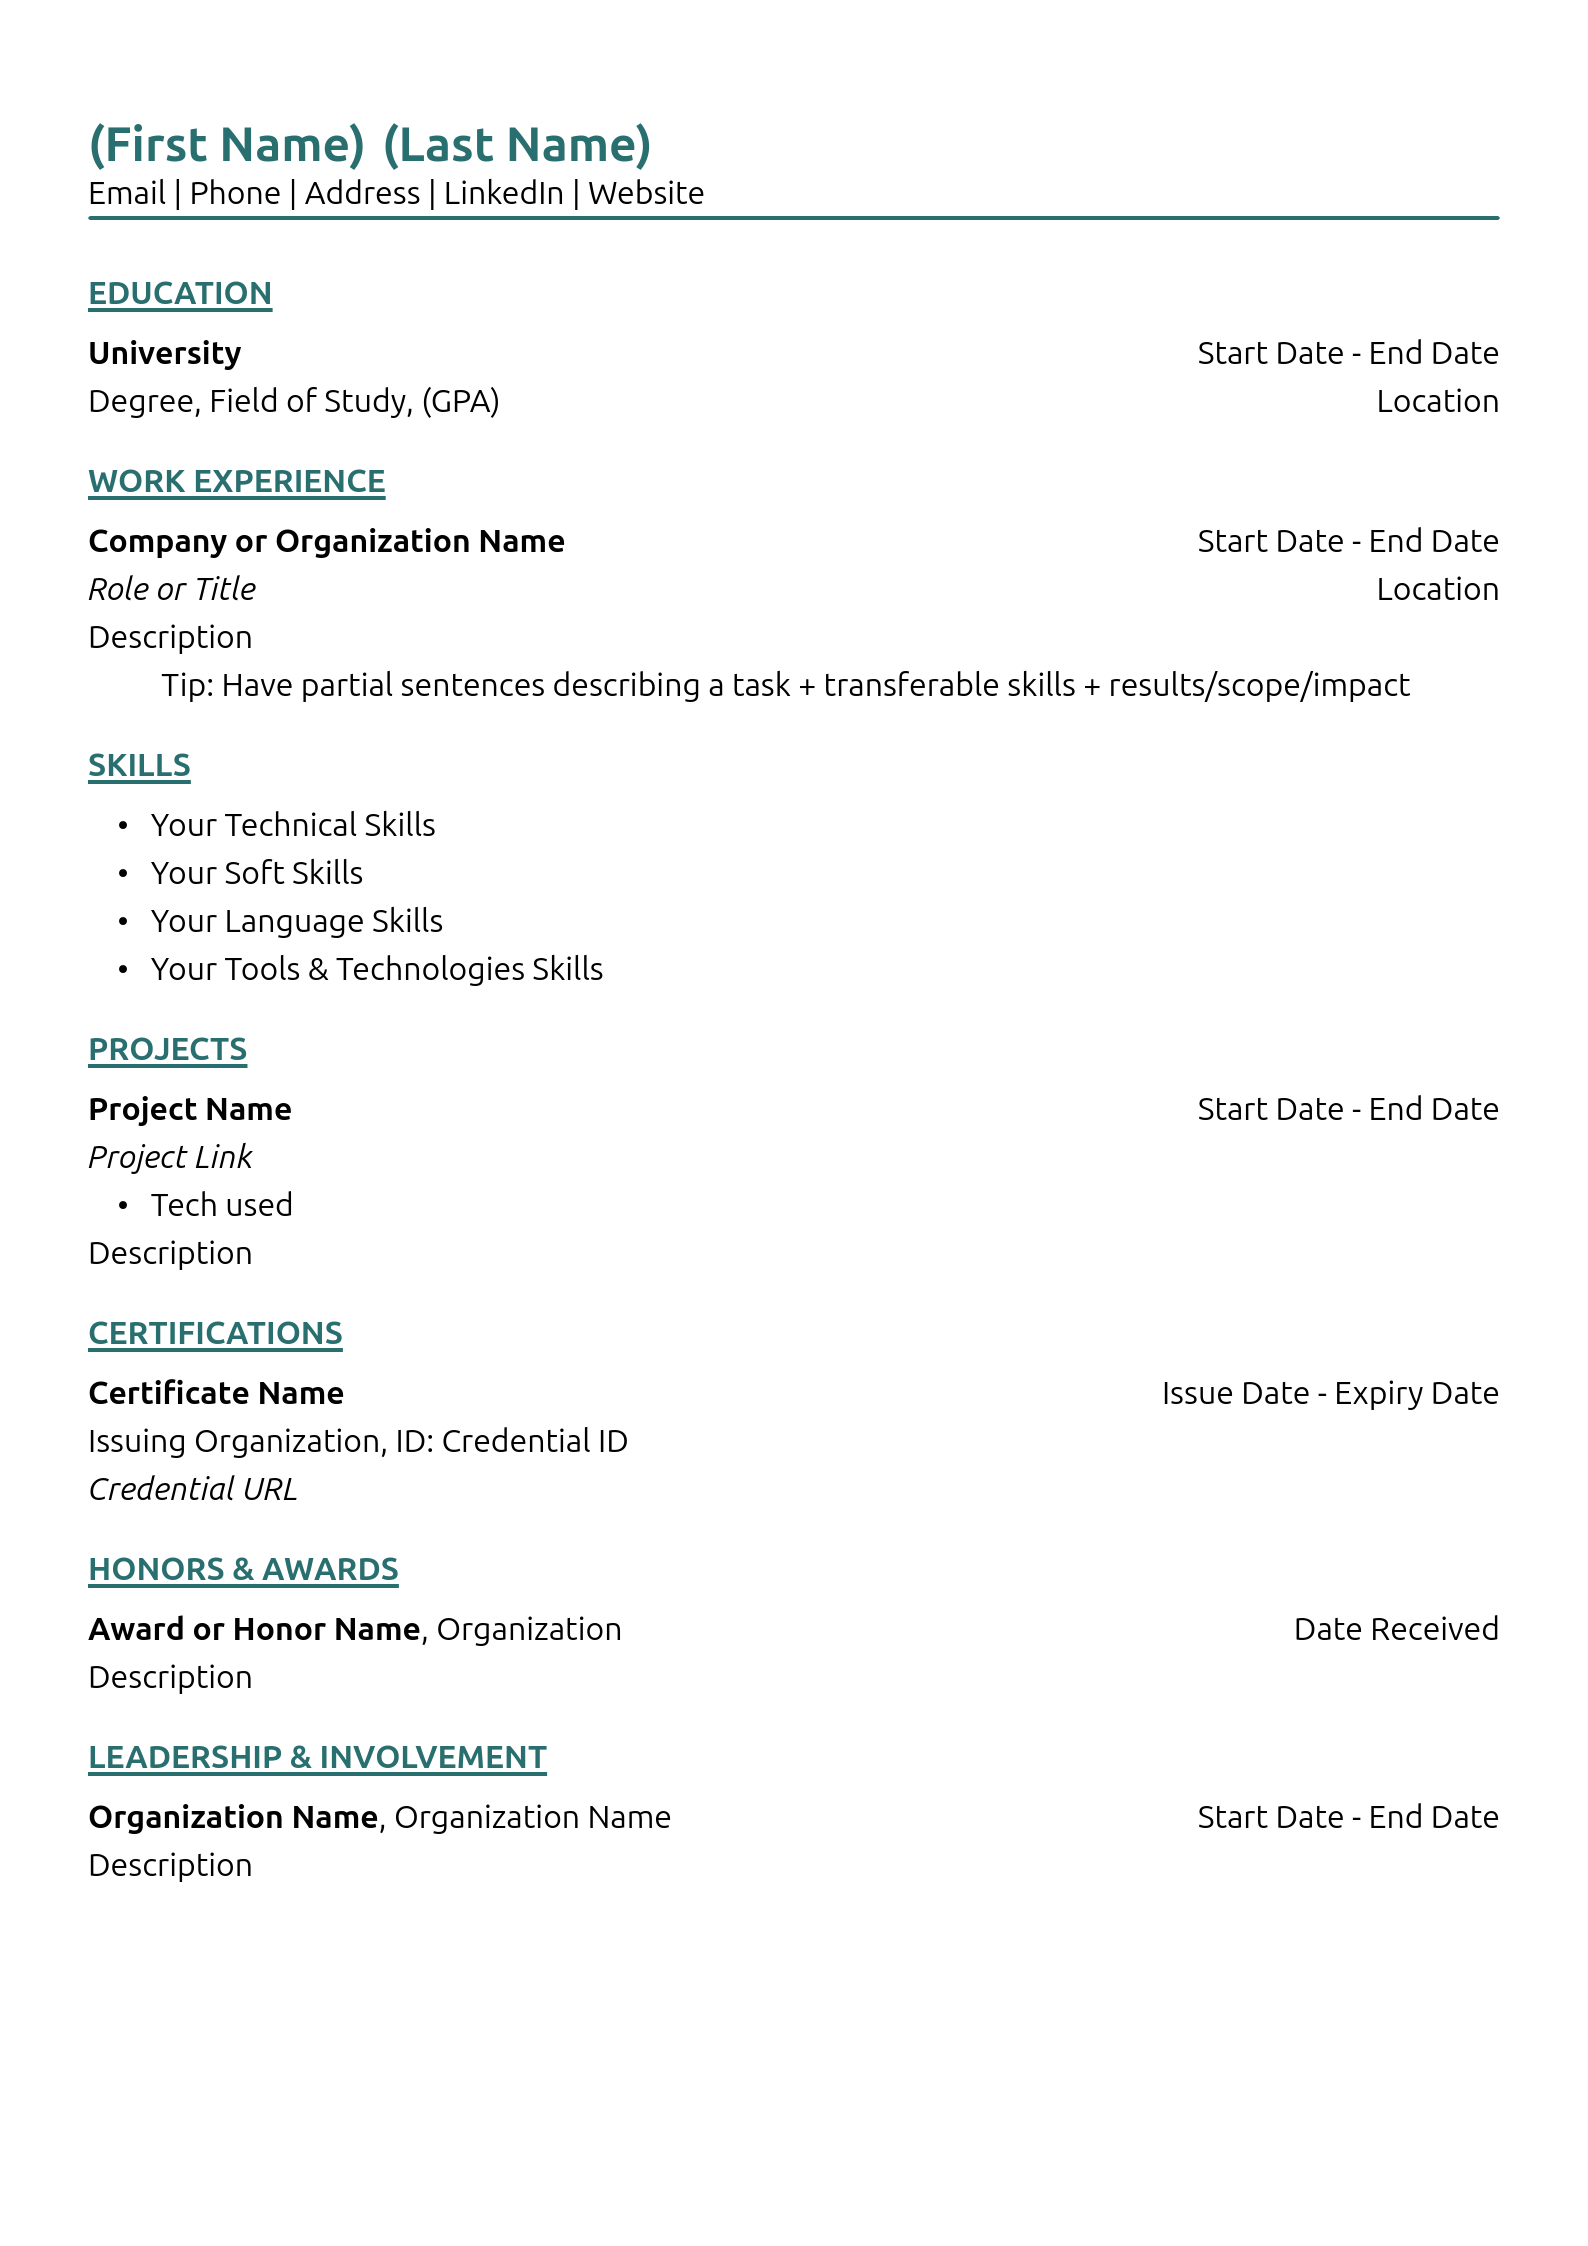 (First Name) (Last Name)
Email | Phone | Address | LinkedIn | Website
EDUCATION
University Start Date - End Date
Degree, Field of Study, (GPA) Location
WORK EXPERIENCE
Company or Organization Name Start Date - End Date
Role or Title Location
Description
Tip: Have partial sentences describing a task + transferable skills + results/scope/impact
SKILLS
• Your Technical Skills
• Your Soft Skills
• Your Language Skills
• Your Tools & Technologies Skills
PROJECTS
Project Name Start Date - End Date
Project Link
• Tech used
Description
CERTIFICATIONS
Certificate Name Issue Date - Expiry Date
Issuing Organization, ID: Credential ID
Credential URL
HONORS & AWARDS
Award or Honor Name, Organization Date Received
Description
LEADERSHIP & INVOLVEMENT
Organization Name, Organization Name Start Date - End Date
Description